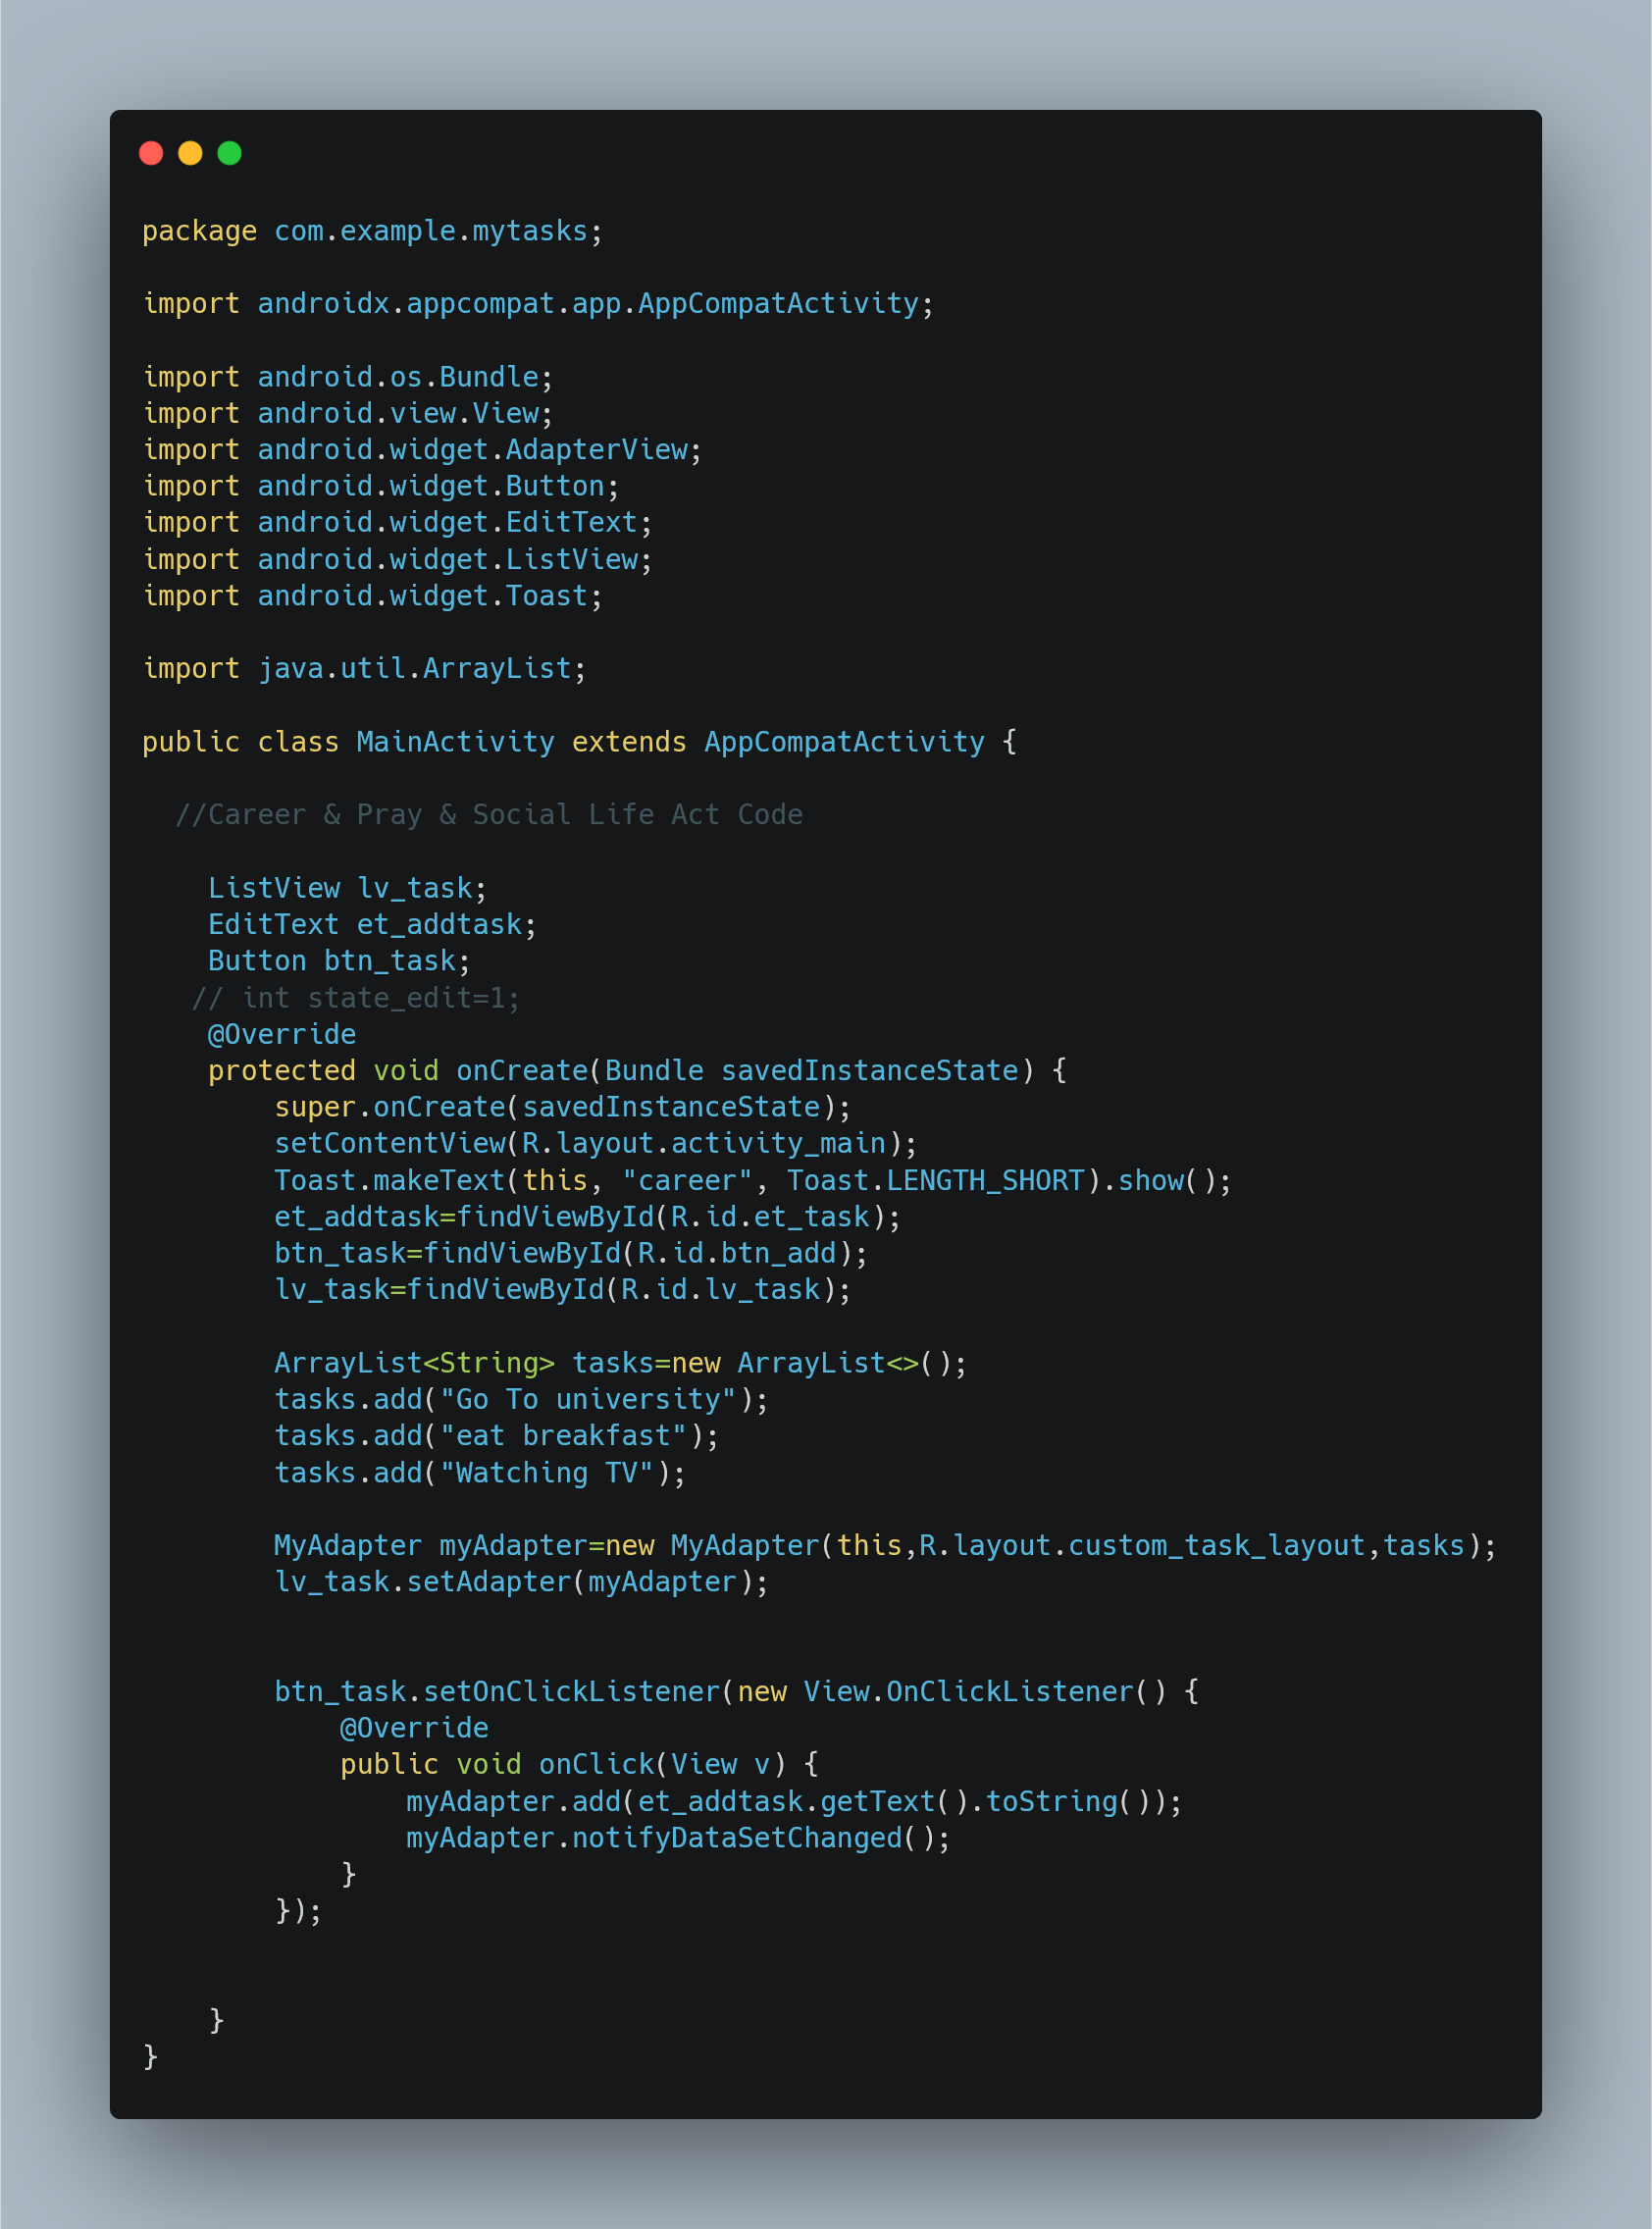 package com.example.mytasks;
import androidx.appcompat.app.AppCompatActivity;
import android.os.Bundle;
import android.view.View;
import android.widget.AdapterView;
import android.widget.Button;
import android.widget.EditText;
import android.widget.ListView;
import android.widget.Toast;
import java.util.ArrayList;
public class MainActivity extends AppCompatActivity {
//Career & Pray & Social Life Act Code
ListView lv_task;
EditText et_addtask;
Button btn_task;
// int state_edit=1;
@Override
protected void onCreate(Bundle savedInstanceState) {
super.onCreate(savedInstanceState);
setContentView(R.layout.activity_main);
Toast.makeText(this, "career", Toast.LENGTH_SHORT).show();
et_addtask=findViewById(R.id.et_task);
btn_task=findViewById(R.id.btn_add);
lv_task=findViewById(R.id.lv_task);
ArrayList<String> tasks=new ArrayList<>();
tasks.add("Go To university");
tasks.add("eat breakfast");
tasks.add("Watching TV");
MyAdapter myAdapter=new MyAdapter(this,R.layout.custom_task_layout,tasks);
lv_task.setAdapter(myAdapter);
btn_task.setOnClickListener(new View.OnClickListener() {
@Override
public void onClick(View v) {
myAdapter.add(et_addtask.getText().toString());
myAdapter.notifyDataSetChanged();
}
});
}
}